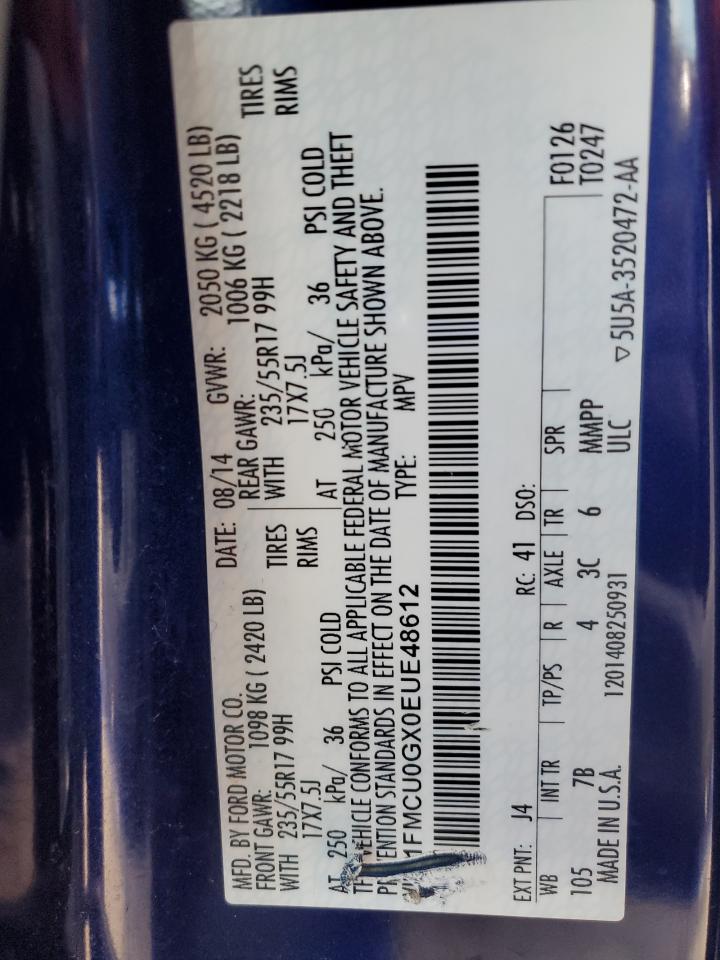 MFD. BY FORD MOTOR CO.
DATE: 08/14 GVWR: 2050 KG ( 4520 LB)
FRONT GAWR: 1098 KG ( 2420 LB) REAR GAWR: 1006 KG ( 2218 LB)
WITH 235/55R17 99H TIRES WITH 235/55R17 99H TIRES
17X7.5J RIMS 17X7.5J RIMS
AT 250 kPa/ 36 PSI COLD AT 250 kPa/ 36 PSI COLD
VEHICLE CONFORMS TO ALL APPLICABLE FEDERAL MOTOR VEHICLE SAFETY AND THEFT
ENTION STANDARDS IN EFFECT ON THE DATE OF MANUFACTURE SHOWN ABOVE.
1FMCU0GX0EUE48612 TYPE: MPV
EXT PNT: J4 RC: 41 DSO:
WB INT TR TP/PS R AXLE TR SPR F0126
105 7B 4 3C 6 MMPP T0247
MADE IN U.S.A. 1201408250931 ULC ▽5U5A-3520472-AA